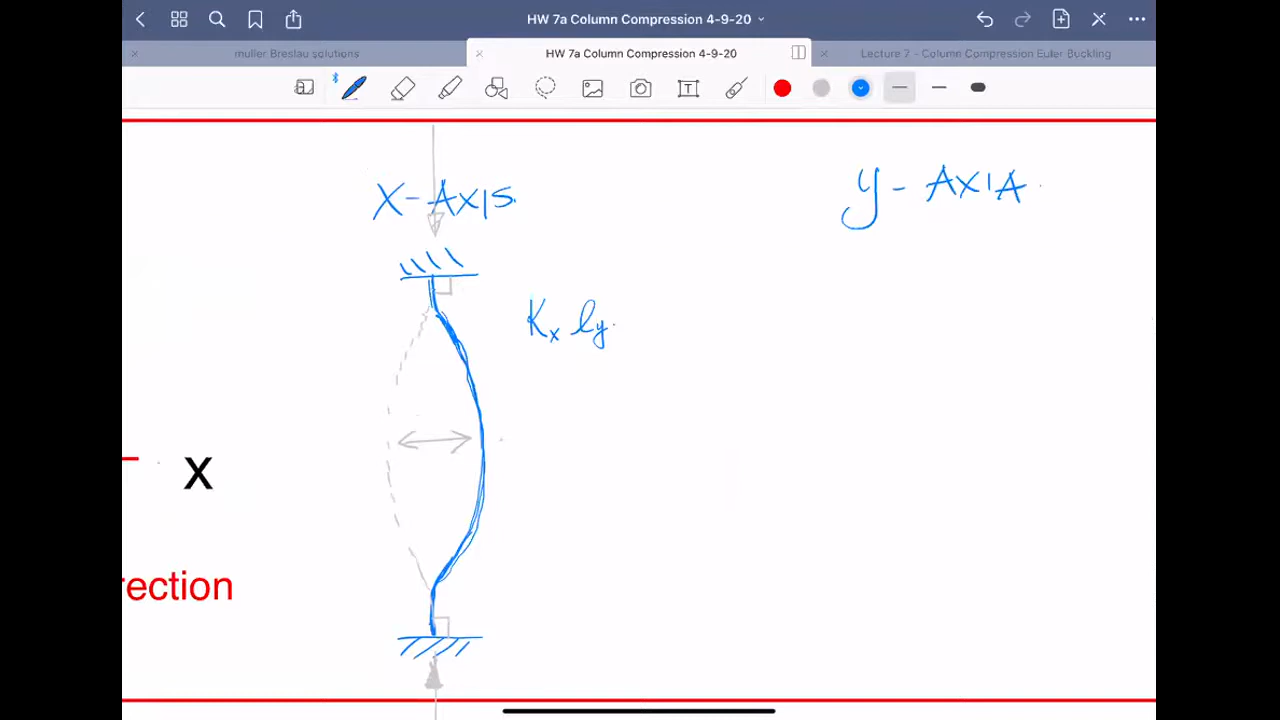 HW 7a Column Compression 4-9-20
muller Breslau solutions
HW 7a Column Compression 4-9-20
Lecture 7 - Column Compression Euler Buckling
T
X-AXIS
y- AXIA
Kx ly
X
rection